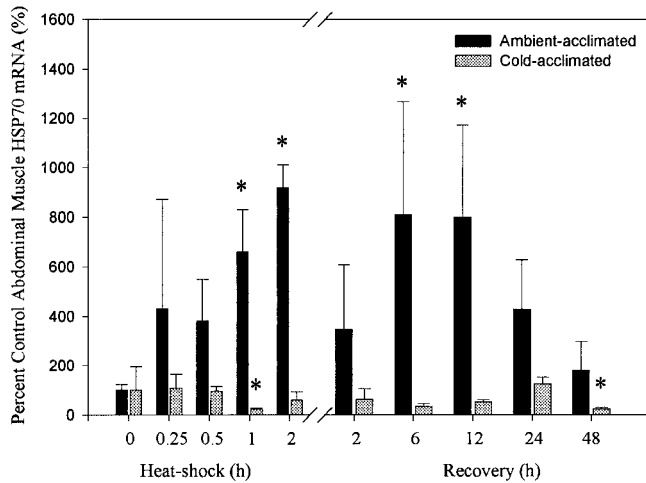 Percent Control Abdominal Muscle HSP70 mRNA (%)
1600
1400
1200
1000
800
600
400
200
0
Ambient-acclimated
Cold-acclimated
* * * *
* *
0 0.25 0.5 1 2 2 6 12 24 48
Heat-shock (h) Recovery (h)